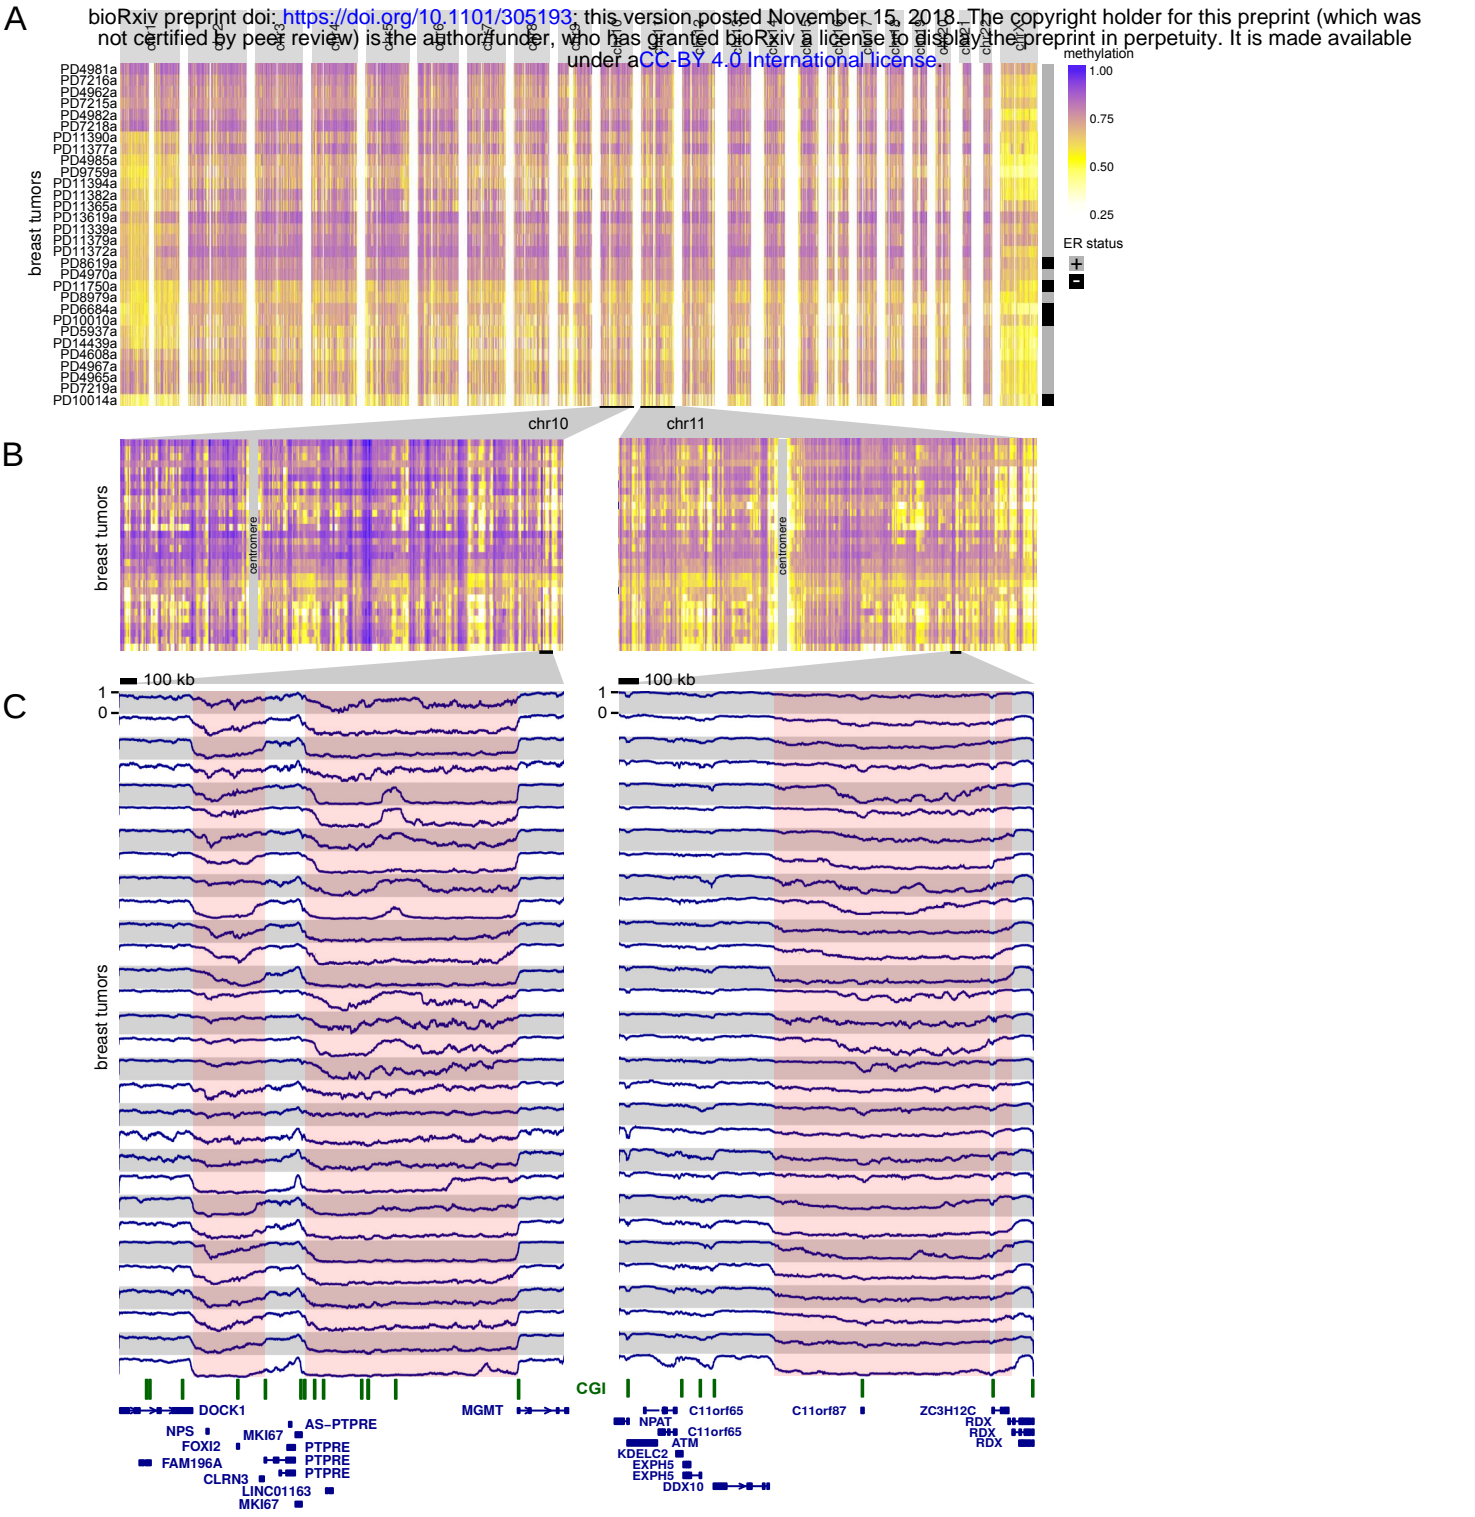 A
bioRxiv preprint doi: https://doi.org/10.1101/305193; this version posted November 15, 2018. The copyright holder for this preprint (which was
not certified by peer review) is the author/funder, who has granted bioRxiv a license to display the preprint in perpetuity. It is made available
under aCC-BY 4.0 International license.
methylation
1.00
0.75
0.50
0.25
ER status
+
-
breast tumors
PD4981a
PD7216a
PD4962a
PD7215a
PD4982a
PD7218a
PD11390a
PD11377a
PD4985a
PD9759a
PD11394a
PD11382a
PD11365a
PD13619a
PD11339a
PD11379a
PD11372a
PD8619a
PD4970a
PD11750a
PD8979a
PD6684a
PD10010a
PD5937a
PD14439a
PD4608a
PD4967a
PD4965a
PD7219a
PD10014a
chr10
chr11
B
breast tumors
centromere
centromere
C
100 kb
100 kb
1
0
1
0
breast tumors
CGI
DOCK1
MGMT
NPS
AS-PTPRE
MKI67
FOXI2
PTPRE
FAM196A
PTPRE
CLRN3
PTPRE
LINC01163
MKI67
C11orf65
C11orf87
ZC3H12C
NPAT
RDX
C11orf65
RDX
ATM
RDX
KDELC2
EXPH5
EXPH5
DDX10